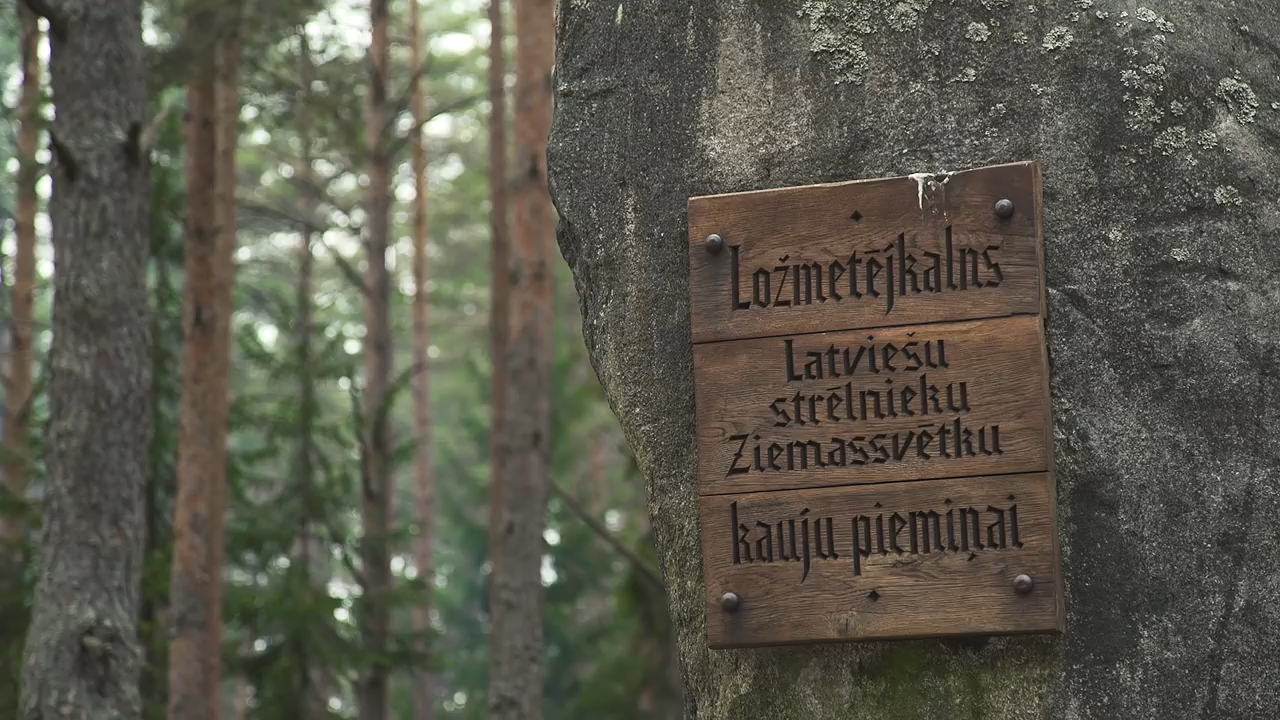 Ložmetējkalns
Latviešu
strēlnieku
Ziemassvētku
kauju piemiņai